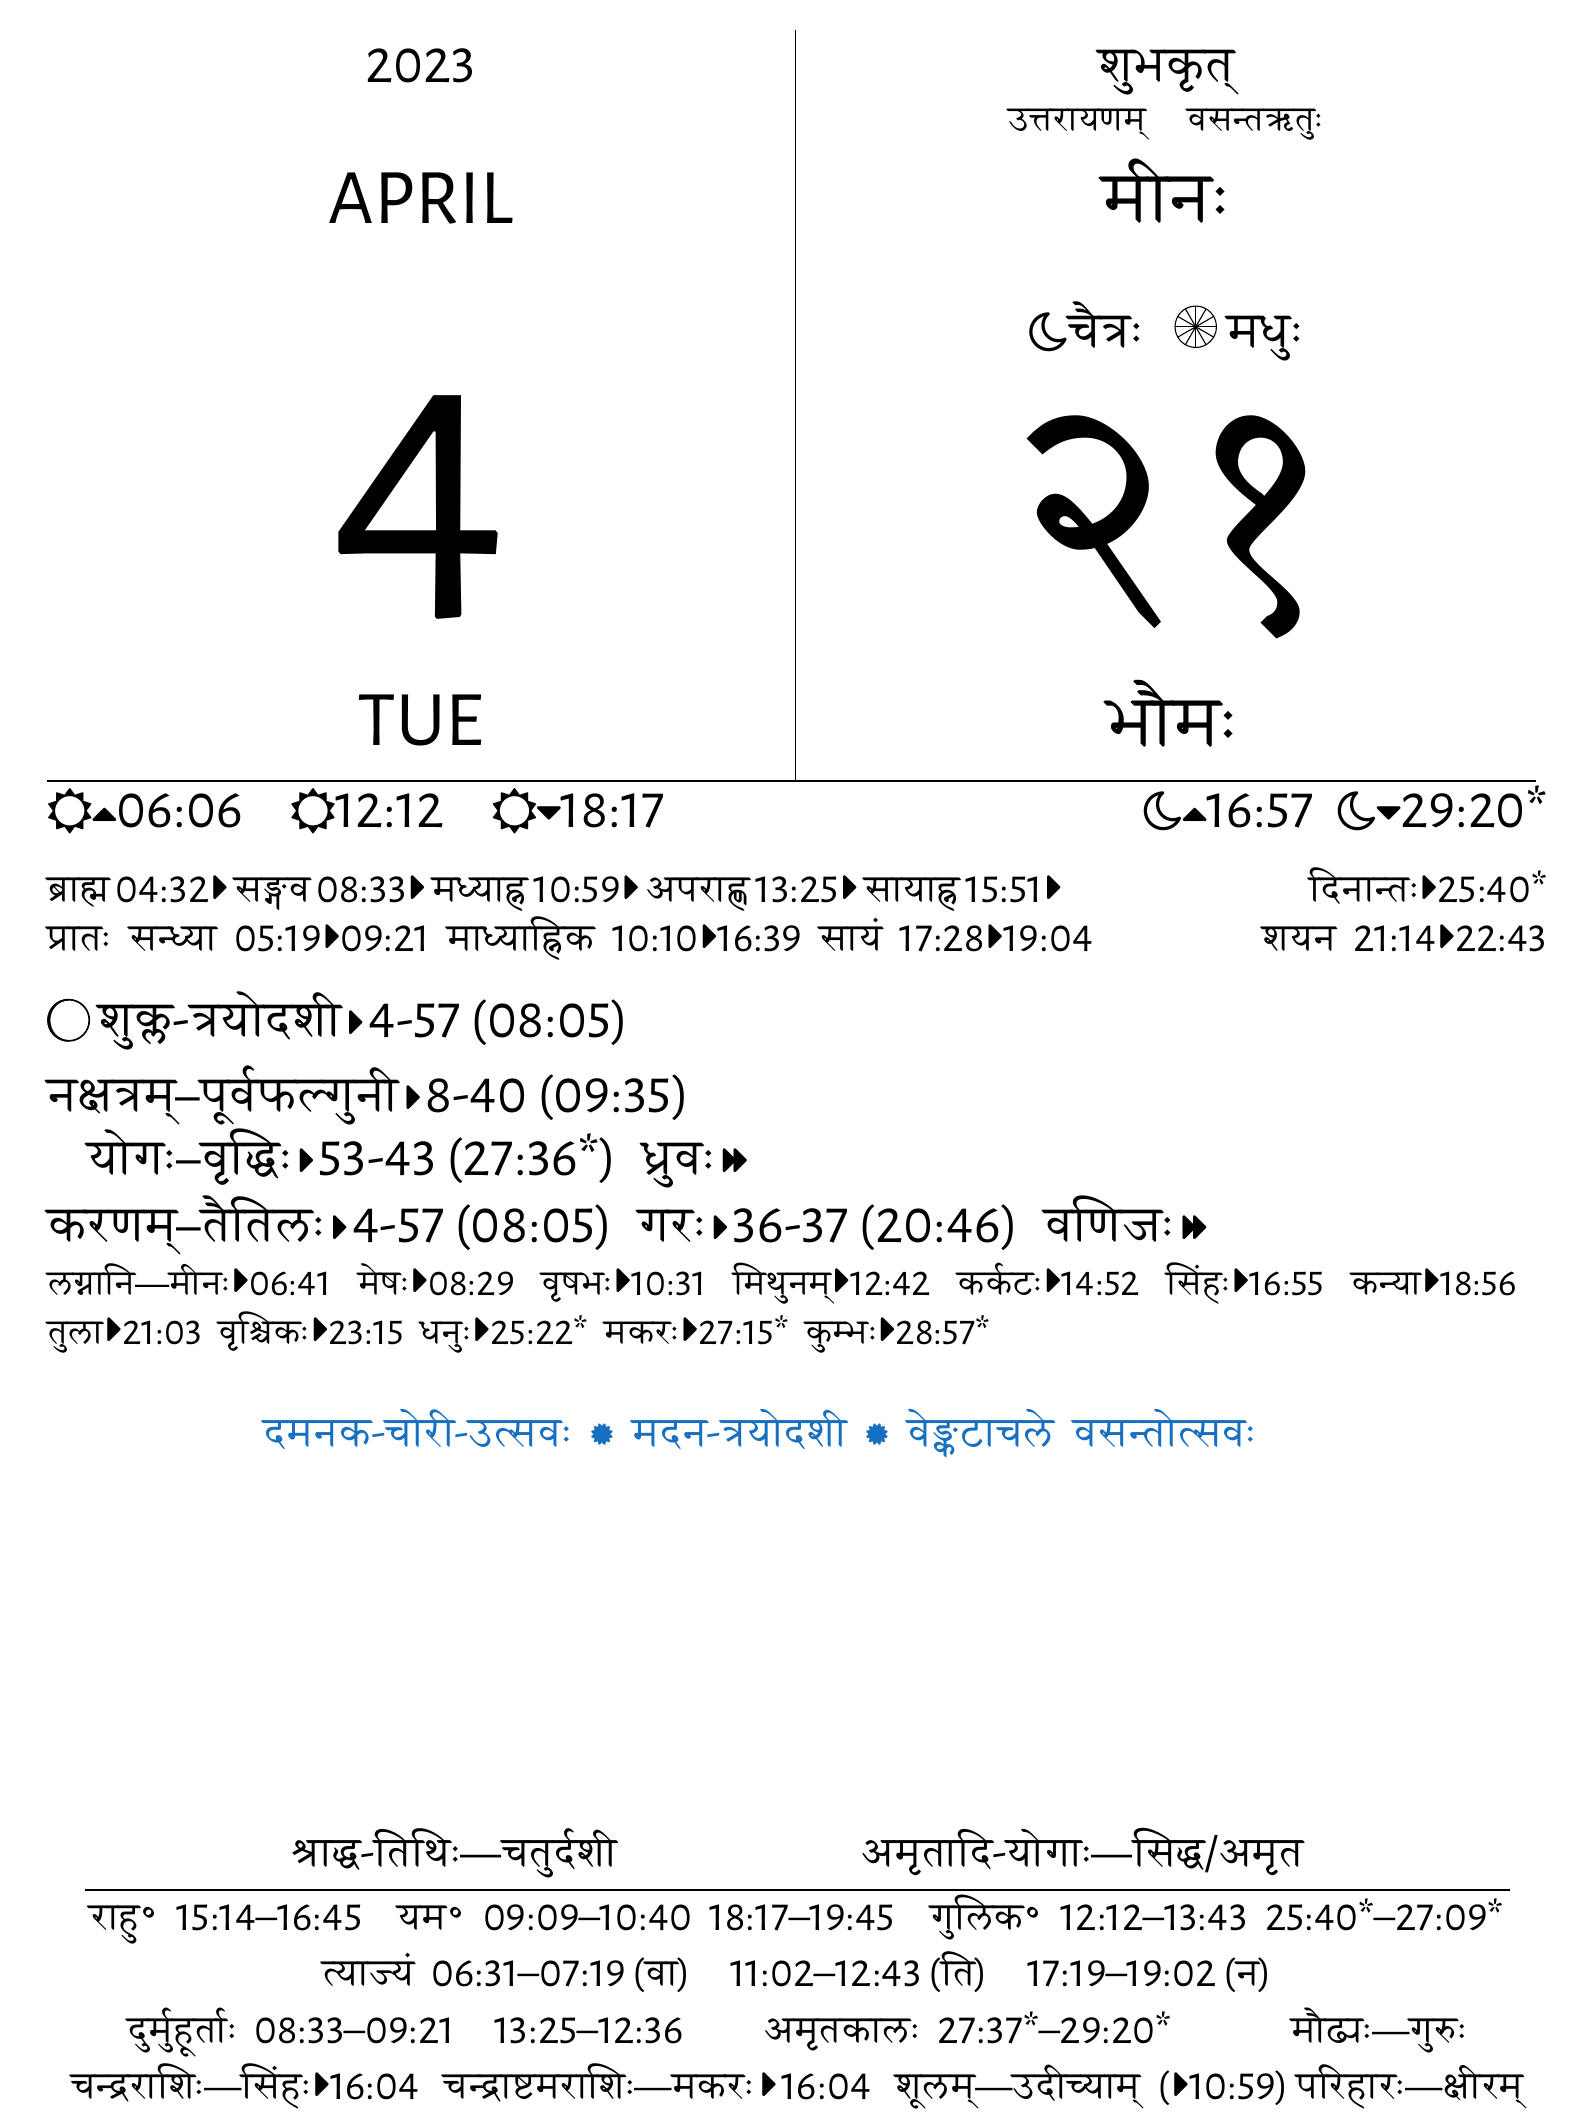 2023
APRIL
4
TUE
शुभकृत्
उत्तरायणम् वसन्तऋतुः
मीनः
चैत्रः मधुः
२१
भौमः
06:06 12:12 18:17 16:57 29:20*
ब्राह्म 04:32 सङ्गव 08:33 मध्याह्न 10:59 अपराह्ण 13:25 सायाह्न 15:51 दिनान्तः 25:40*
प्रातः सन्ध्या 05:19 09:21 माध्याह्निक 10:10 16:39 सायं 17:28 19:04 शयन 21:14 22:43
शुक्ल-त्रयोदशी 4-57 (08:05)
नक्षत्रम्–पूर्वफल्गुनी 8-40 (09:35)
योगः–वृद्धिः 53-43 (27:36*) ध्रुवः
करणम्–तैतिलः 4-57 (08:05) गरः 36-37 (20:46) वणिजः
लग्नानि—मीनः 06:41 मेषः 08:29 वृषभः 10:31 मिथुनम् 12:42 कर्कटः 14:52 सिंहः 16:55 कन्या 18:56
तुला 21:03 वृश्चिकः 23:15 धनुः 25:22* मकरः 27:15* कुम्भः 28:57*
दमनक-चोरी-उत्सवः मदन-त्रयोदशी वेङ्कटाचले वसन्तोत्सवः
श्राद्ध-तिथिः—चतुर्दशी अमृतादि-योगाः—सिद्ध/अमृत
राहु॰ 15:14–16:45 यम॰ 09:09–10:40 18:17–19:45 गुलिक॰ 12:12–13:43 25:40*–27:09*
त्याज्यं 06:31–07:19 (वा) 11:02–12:43 (ति) 17:19–19:02 (न)
दुर्मुहूर्ताः 08:33–09:21 13:25–12:36 अमृतकालः 27:37*–29:20* मौढ्यः—गुरुः
चन्द्रराशिः—सिंहः 16:04 चन्द्राष्टमराशिः—मकरः 16:04 शूलम्—उदीच्याम् (10:59) परिहारः—क्षीरम्